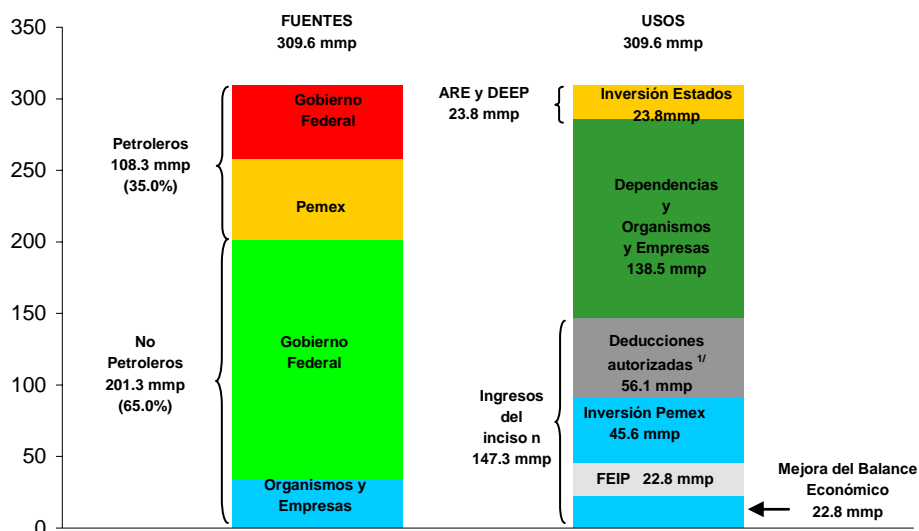 FUENTES
309.6 mmp
USOS
309.6 mmp
350
300
250
200
150
100
50
0
Petroleros
108.3 mmp
(35.0%)
No
Petroleros
201.3 mmp
(65.0%)
Gobierno
Federal
Pemex
Gobierno
Federal
Organismos y
Empresas
ARE y DEEP
23.8 mmp
Ingresos
del
inciso n
147.3 mmp
Inversión Estados
23.8mmp
Dependencias
y
Organismos
y Empresas
138.5 mmp
Deducciones
autorizadas 1/
56.1 mmp
Inversión Pemex
45.6 mmp
FEIP 22.8 mmp
Mejora del Balance
Económico
22.8 mmp